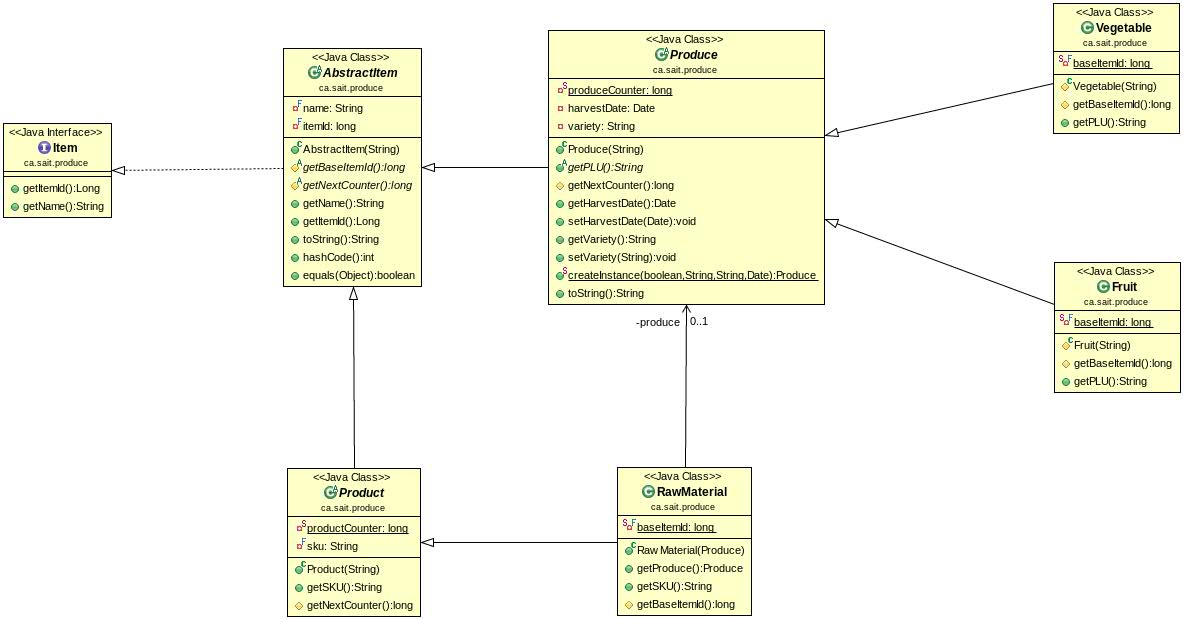 <<Java Interface>>
Item
ca.sait.produce
getItemId():Long
getName():String
<<Java Class>>
AbstractItem
ca.sait.produce
name: String
itemId: long
AbstractItem(String)
getBaseItemId():long
getNextCounter():long
getName():String
getItemId():Long
toString():String
hashCode():int
equals(Object):boolean
<<Java Class>>
Produce
ca.sait.produce
produceCounter: long
harvestDate: Date
variety: String
Produce(String)
getPLU():String
getNextCounter():long
getHarvestDate():Date
setHarvestDate(Date):void
getVariety():String
setVariety(String):void
createInstance(boolean,String,String,Date):Produce
toString():String
-produce 0..1
<<Java Class>>
Vegetable
ca.sait.produce
baseItemId: long
Vegetable(String)
getBaseItemId():long
getPLU():String
<<Java Class>>
Fruit
ca.sait.produce
baseItemId: long
Fruit(String)
getBaseItemId():long
getPLU():String
<<Java Class>>
Product
ca.sait.produce
productCounter: long
sku: String
Product(String)
getSKU():String
getNextCounter():long
<<Java Class>>
RawMaterial
ca.sait.produce
baseItemId: long
Raw Material(Produce)
getProduce():Produce
getSKU():String
getBaseItemId():long